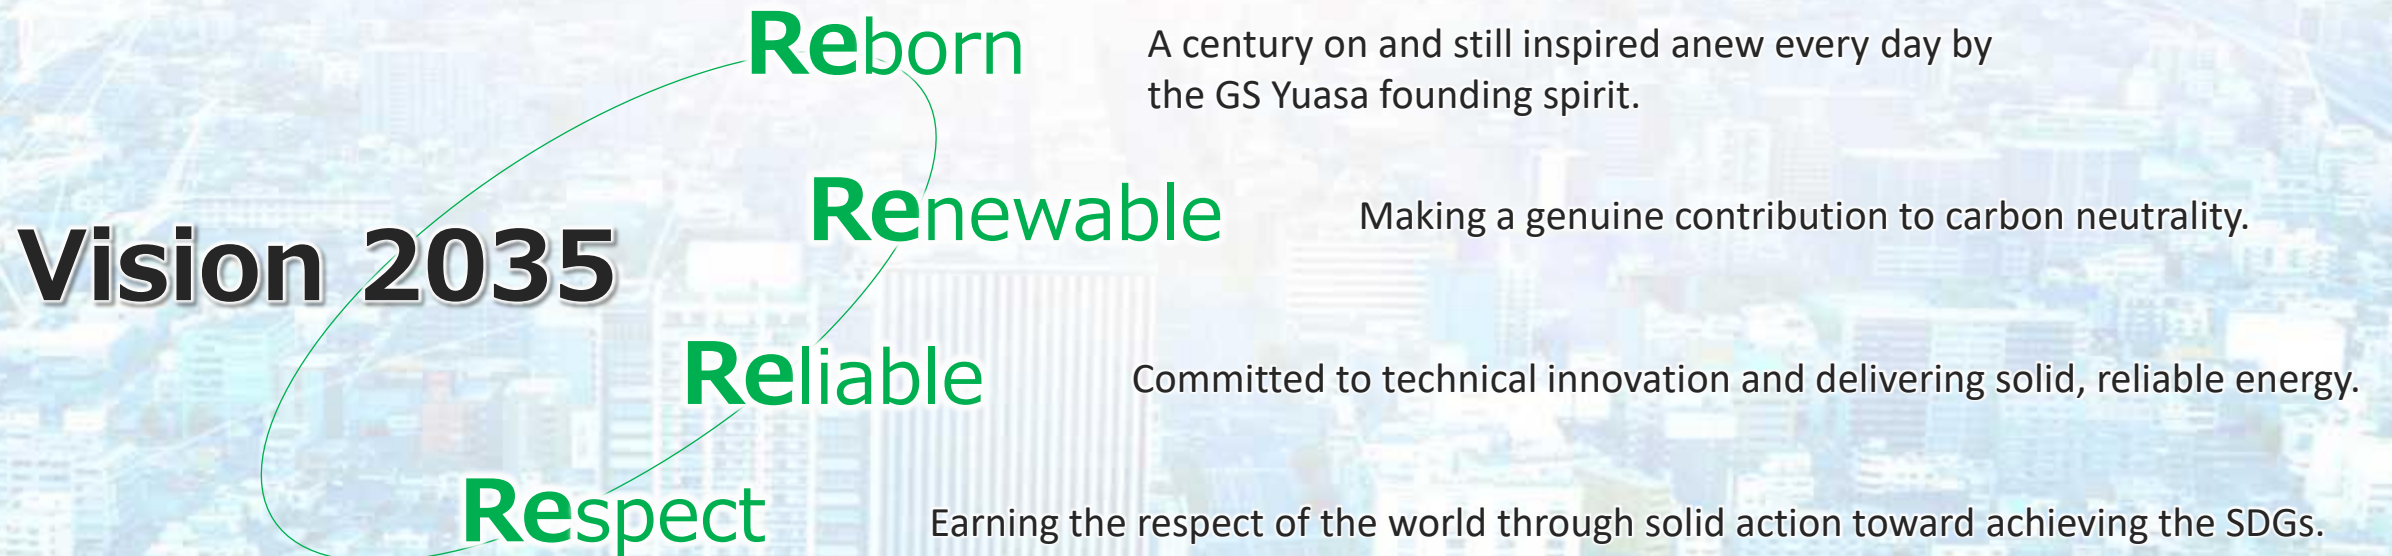 Reborn
A century on and still inspired anew every day by
the GS Yuasa founding spirit.
Renewable
Making a genuine contribution to carbon neutrality.
Vision 2035
Reliable
Committed to technical innovation and delivering solid, reliable energy.
Respect
Earning the respect of the world through solid action toward achieving the SDGs.